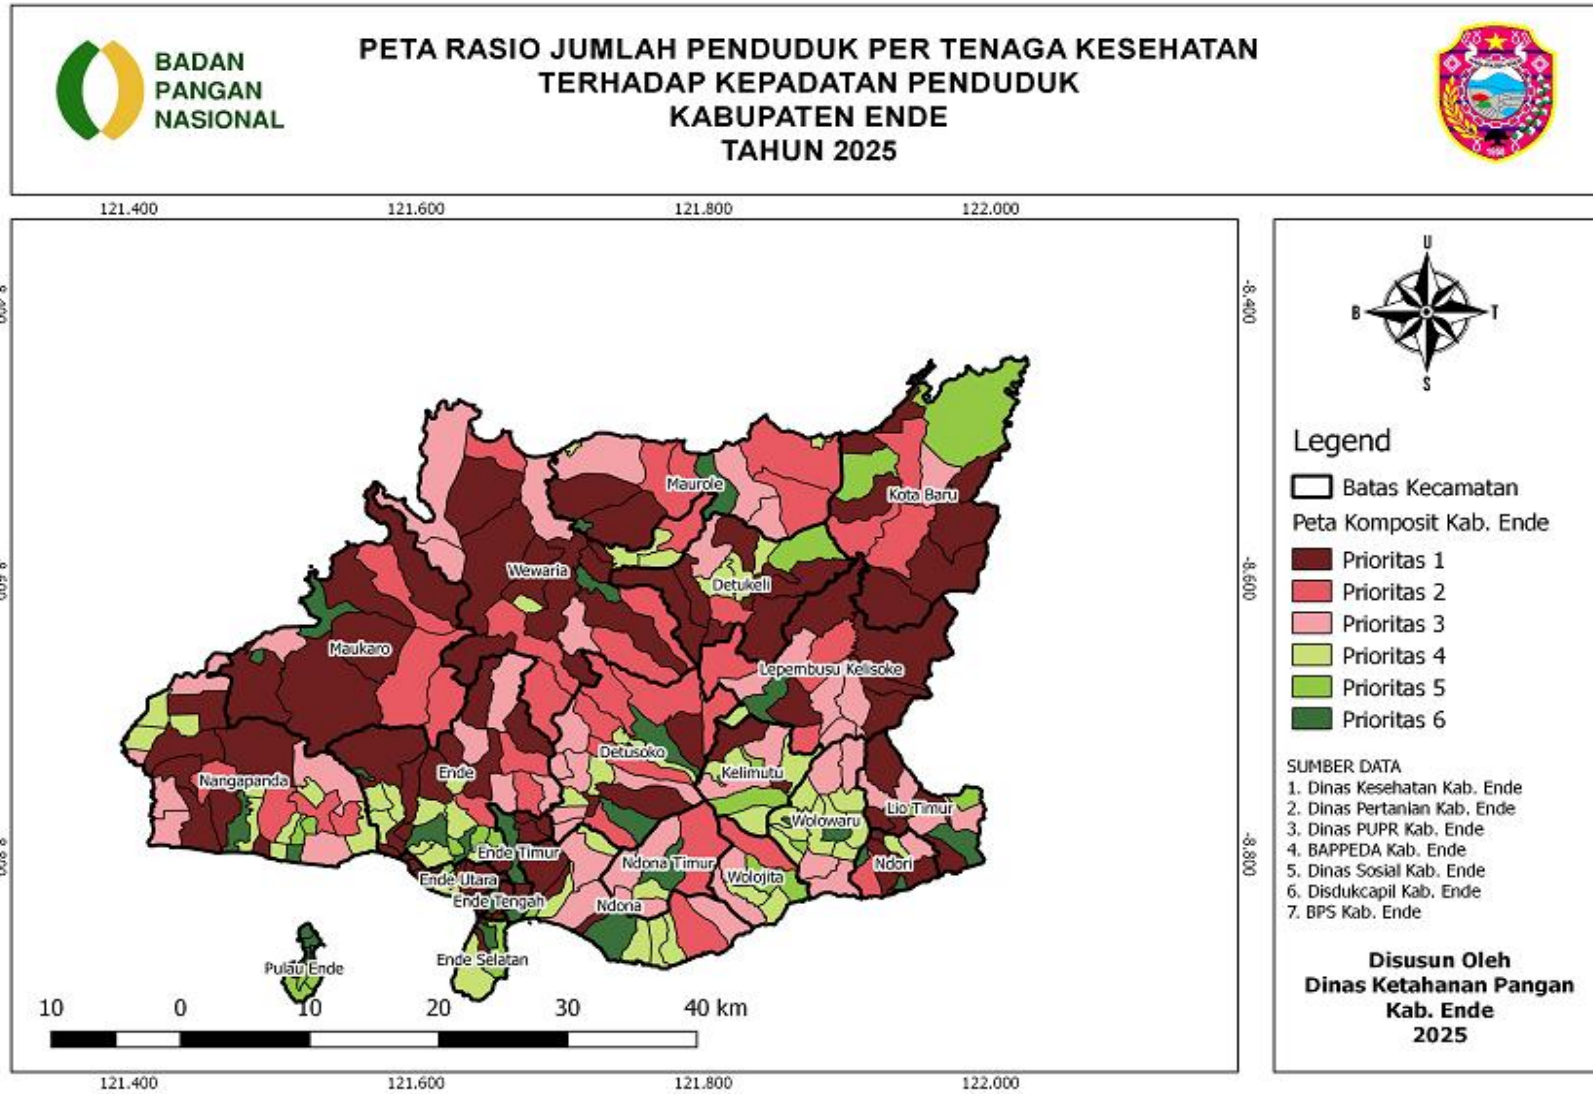 BADAN
PANGAN
NASIONAL
PETA RASIO JUMLAH PENDUDUK PER TENAGA KESEHATAN
TERHADAP KEPADATAN PENDUDUK
KABUPATEN ENDE
TAHUN 2025
1958
121.400 121.600 121.800 122.000
-8.400
-8.600
-8.800
Maurole
Kota Baru
Wewaria
Detukeli
Maukaro
Lepembusu Kelisoke
Detusoko
Nangapanda
Ende
Kelimutu
Lio Timur
Wolowaru
Ende Timur
Ndona Timur
Ndori
Wolojita
Ende Utara
Ende Tengah
Ndona
Ende Selatan
Pulau Ende
10 0 10 20 30 40 km
121.400 121.600 121.800 122.000
U
B T
S
Legend
Batas Kecamatan
Peta Komposit Kab. Ende
Prioritas 1
Prioritas 2
Prioritas 3
Prioritas 4
Prioritas 5
Prioritas 6
SUMBER DATA
1. Dinas Kesehatan Kab. Ende
2. Dinas Pertanian Kab. Ende
3. Dinas PUPR Kab. Ende
4. BAPPEDA Kab. Ende
5. Dinas Sosial Kab. Ende
6. Disdukcapil Kab. Ende
7. BPS Kab. Ende
Disusun Oleh
Dinas Ketahanan Pangan
Kab. Ende
2025